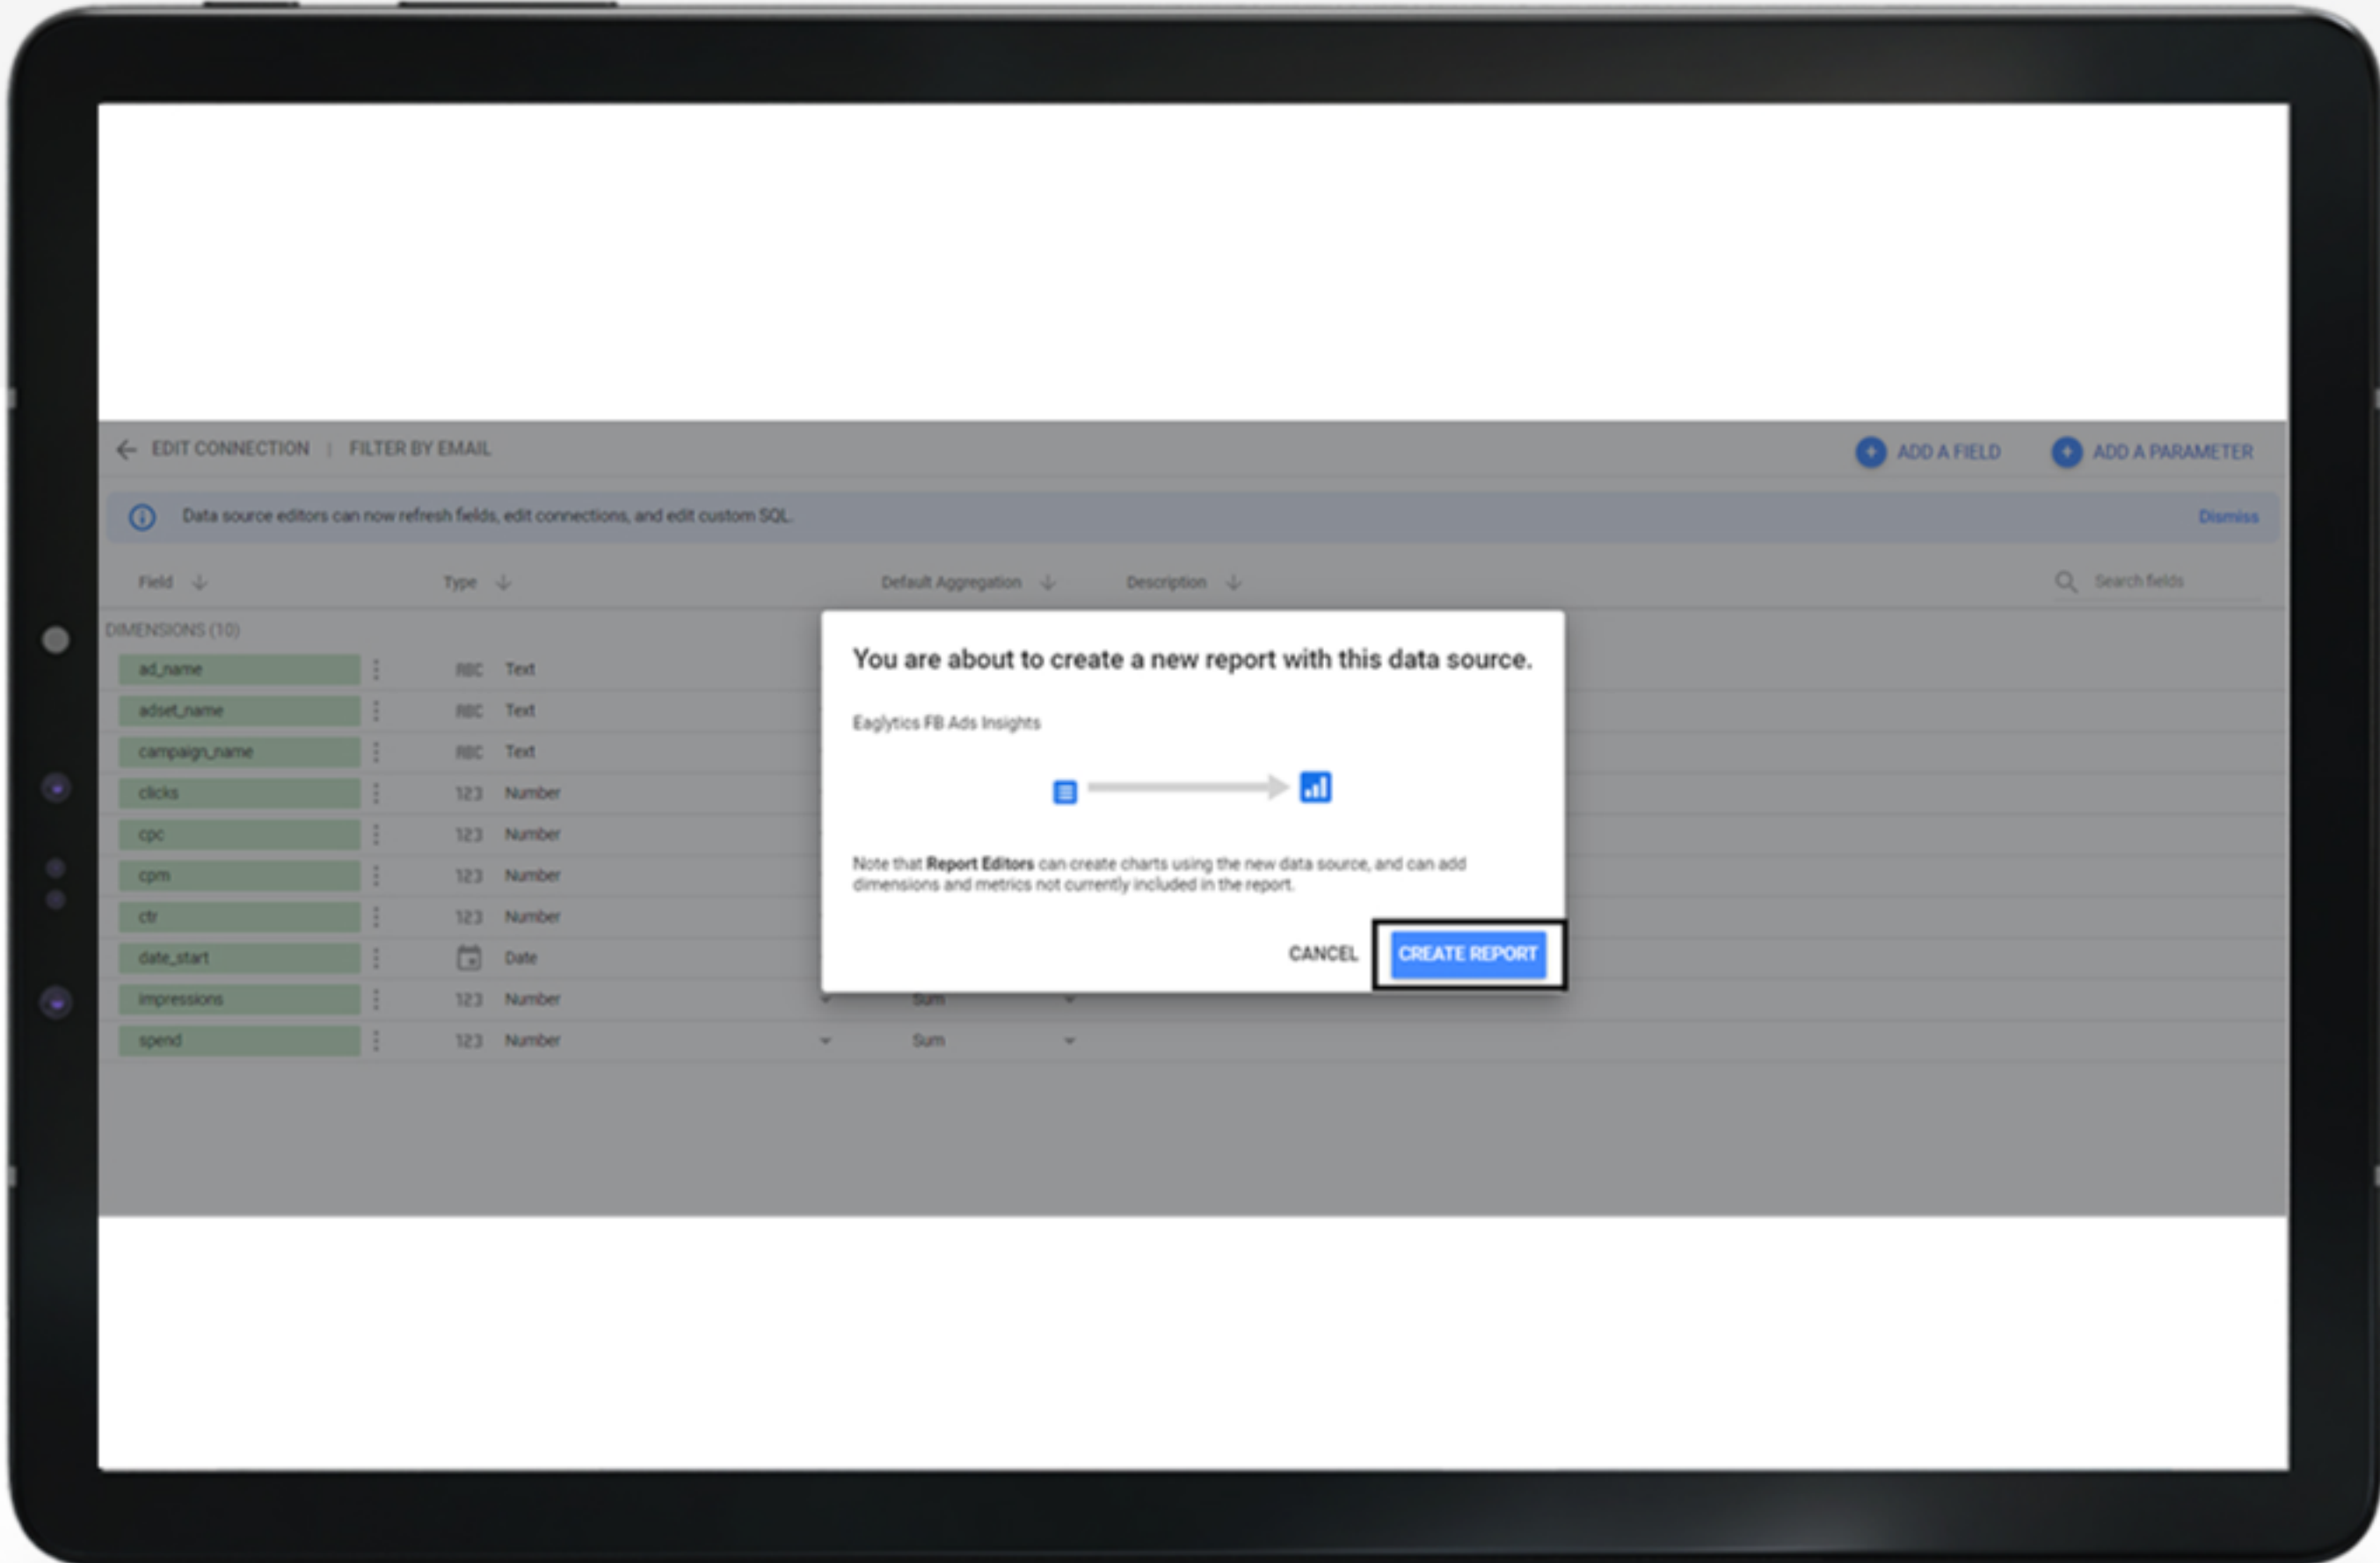 EDIT CONNECTION | FILTER BY EMAIL
ADD A FIELD
ADD A PARAMETER
Data source editors can now refresh fields, edit connections, and edit custom SQL.
Dismiss
Field Type Default Aggregation Description Search fields
DIMENSIONS (10)
ad_name ABC Text
adset_name ABC Text
campaign_name ABC Text
clicks 123 Number
cpc 123 Number
cpm 123 Number
ctr 123 Number
date_start Date
impressions 123 Number Sum
spend 123 Number Sum
You are about to create a new report with this data source.
Eaglytics FB Ads Insights
Note that Report Editors can create charts using the new data source, and can add
dimensions and metrics not currently included in the report.
CANCEL CREATE REPORT